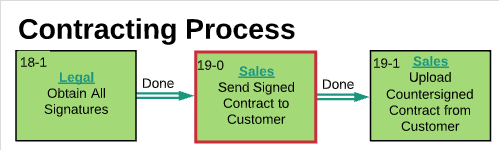 Contracting Process
18-1
Legal
Obtain All
Signatures
Done
19-0
Sales
Send Signed
Contract to
Customer
Done
19-1
Sales
Upload
Countersigned
Contract from
Customer